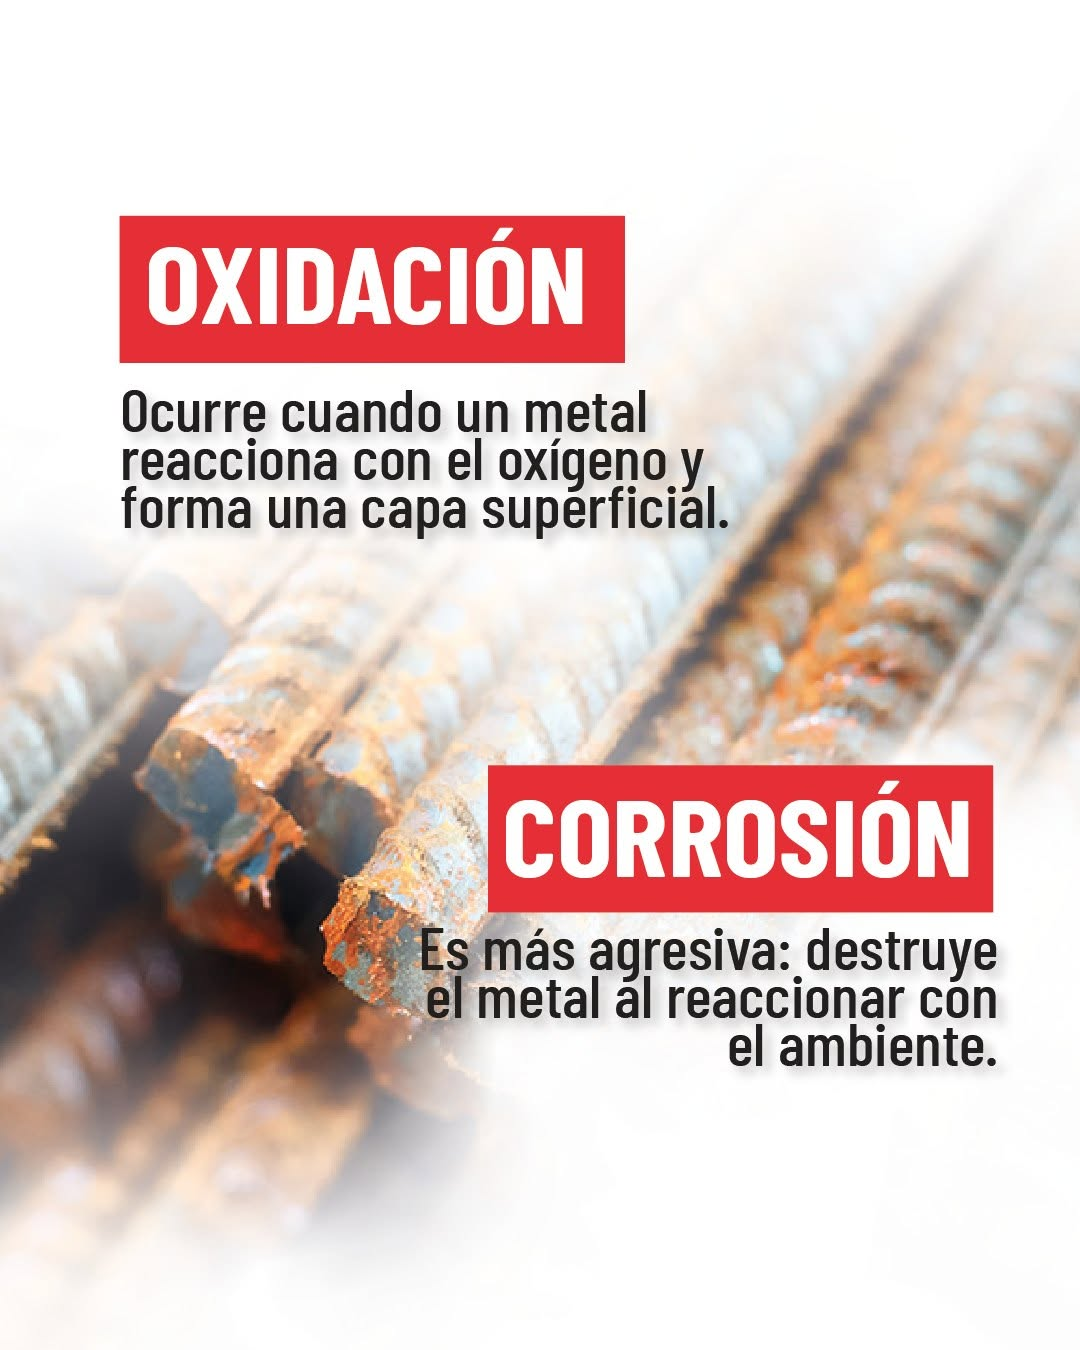 OXIDACIÓN
Ocurre cuando un metal
reacciona con el oxígeno y
forma una capa superficial.
CORROSIÓN
Es más agresiva: destruye
el metal al reaccionar con
el ambiente.